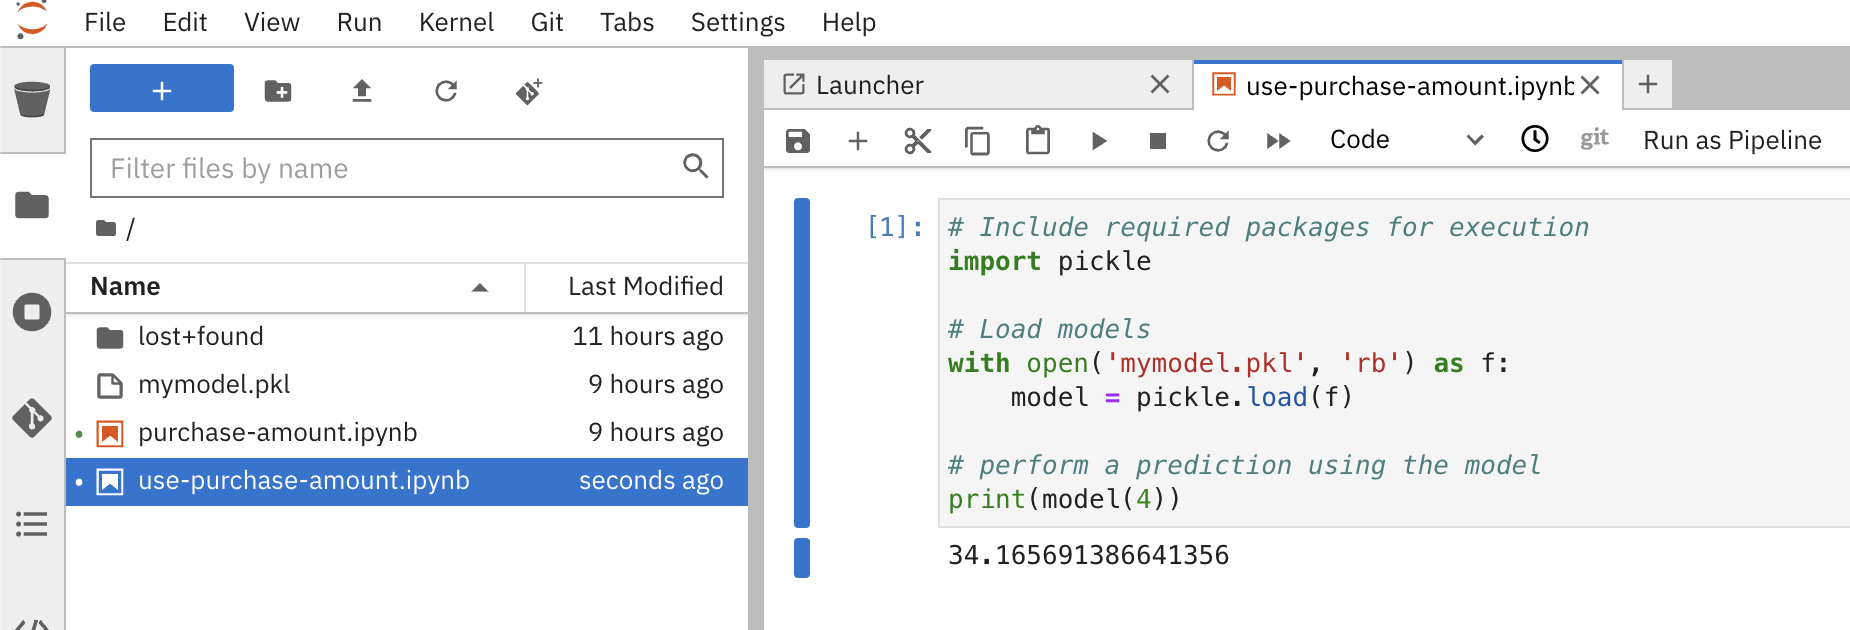 File Edit View Run Kernel Git Tabs Settings Help
Filter files by name
/
Name Last Modified
lost+found 11 hours ago
mymodel.pkl 9 hours ago
purchase-amount.ipynb 9 hours ago
use-purchase-amount.ipynb seconds ago
Launcher
use-purchase-amount.ipynb
Code git Run as Pipeline
[1]: # Include required packages for execution
import pickle
# Load models
with open('mymodel.pkl', 'rb') as f:
    model = pickle.load(f)
# perform a prediction using the model
print(model(4))
34.165691386641356